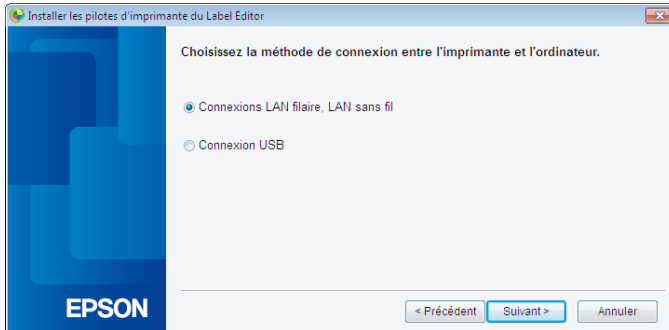 Installer les pilotes d'imprimante du Label Editor
Choisissez la méthode de connexion entre l'imprimante et l'ordinateur.
Connexions LAN filaire, LAN sans fil
Connexion USB
EPSON
< Précédent Suivant > Annuler